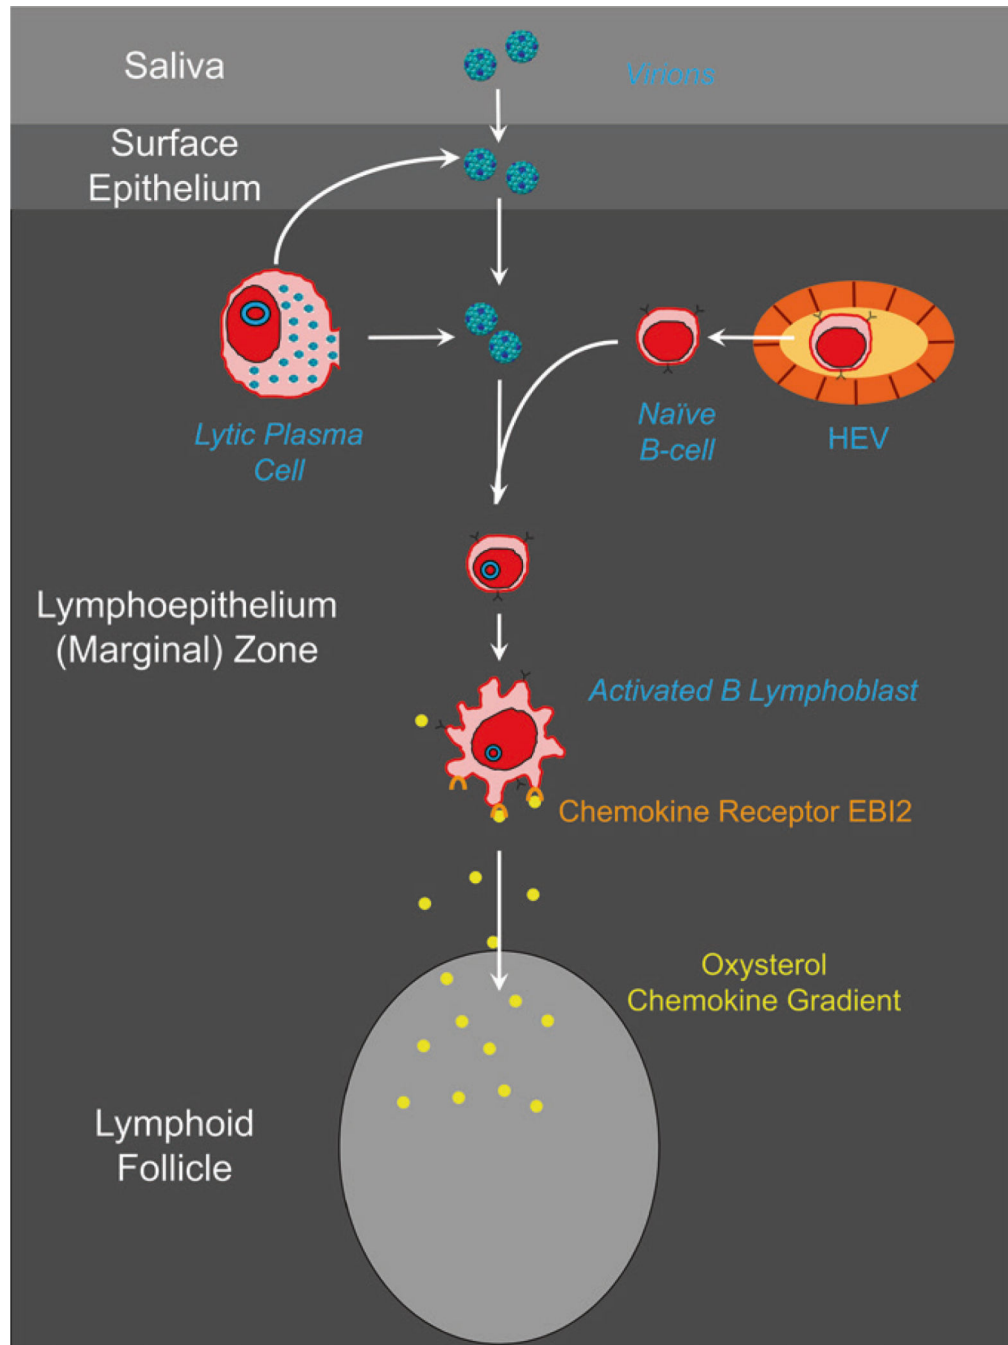 Saliva
Virions
Surface
Epithelium
Lytic Plasma
Cell
Naïve
B-cell
HEV
Lymphoepithelium
(Marginal) Zone
Activated B Lymphoblast
Chemokine Receptor EBI2
Oxysterol
Chemokine Gradient
Lymphoid
Follicle